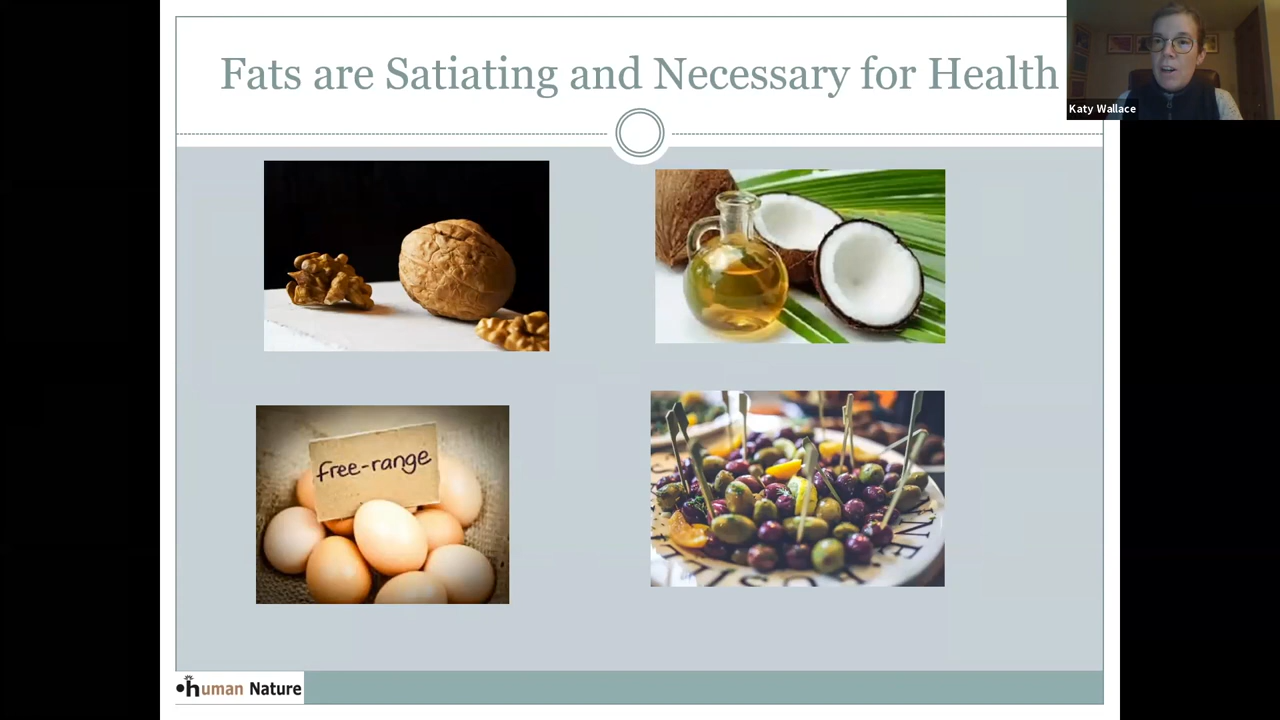 Fats are Satiating and Necessary for Health
Katy Wallace
free-range
human Nature